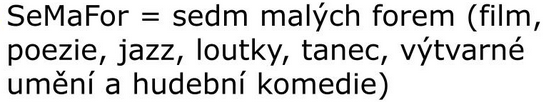 SeMaFor = sedm malých forem (film,
poezie, jazz, loutky, tanec, výtvarné
umění a hudební komedie)